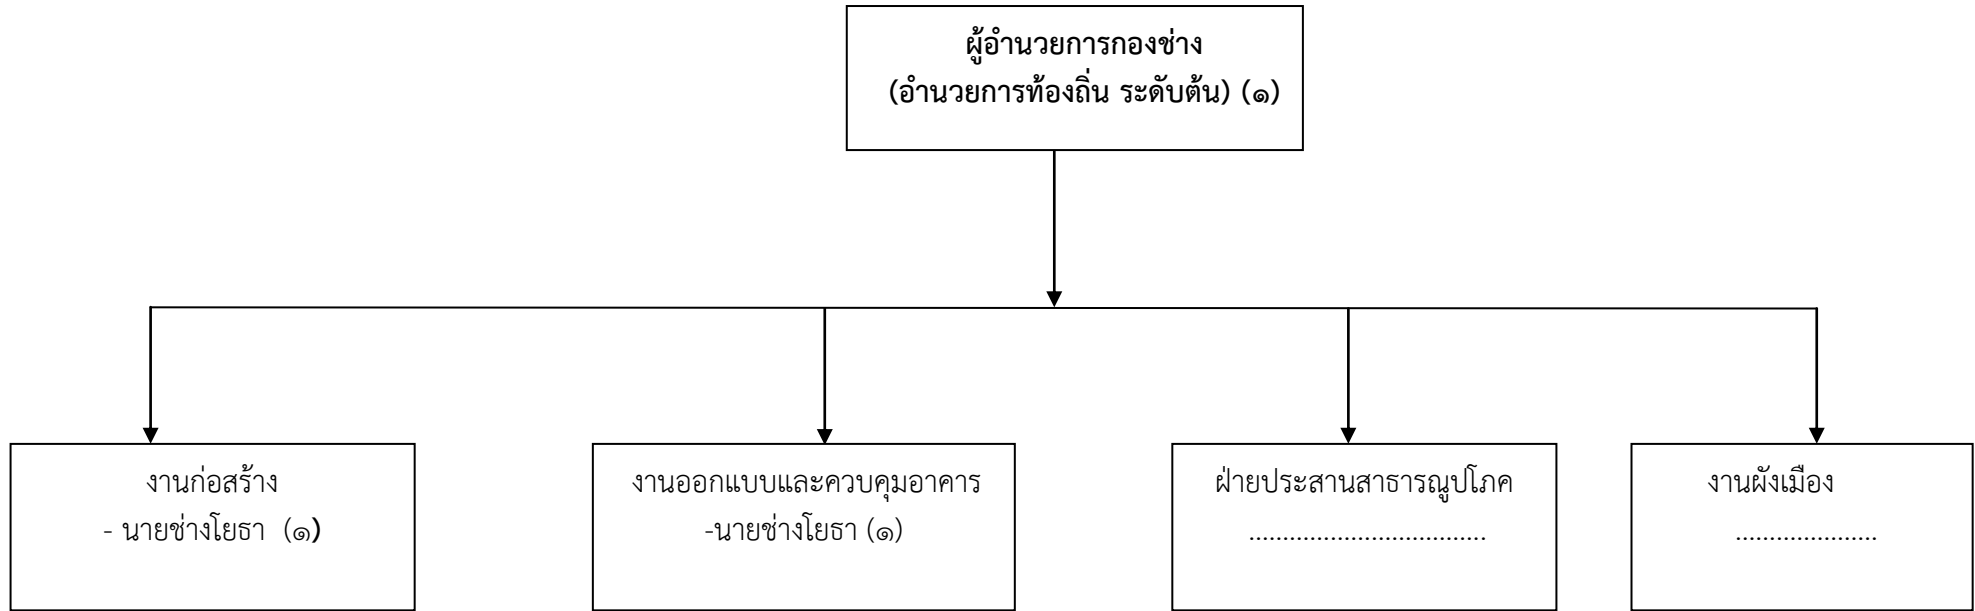 ผู้อำนวยการกองช่าง
(อำนวยการท้องถิ่น ระดับต้น) (๑)
งานก่อสร้าง
- นายช่างโยธา (๑)
งานออกแบบและควบคุมอาคาร
-นายช่างโยธา (๑)
ฝ่ายประสานสาธารณูปโภค
...................................
งานผังเมือง
.....................